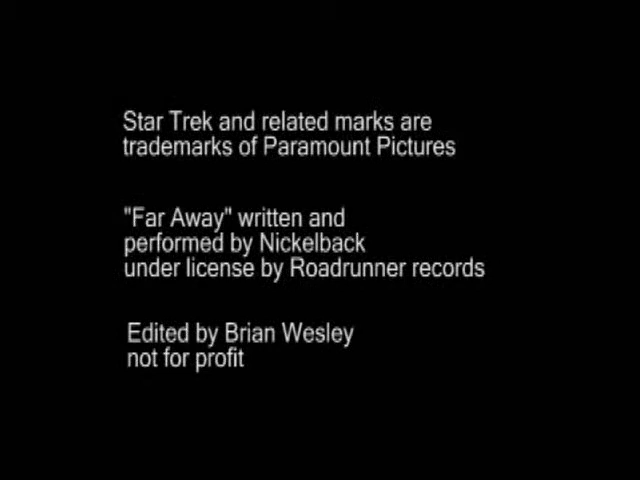 Star Trek and related marks are
trademarks of Paramount Pictures
"Far Away" written and
performed by Nickelback
under license by Roadrunner records
Edited by Brian Wesley
not for profit